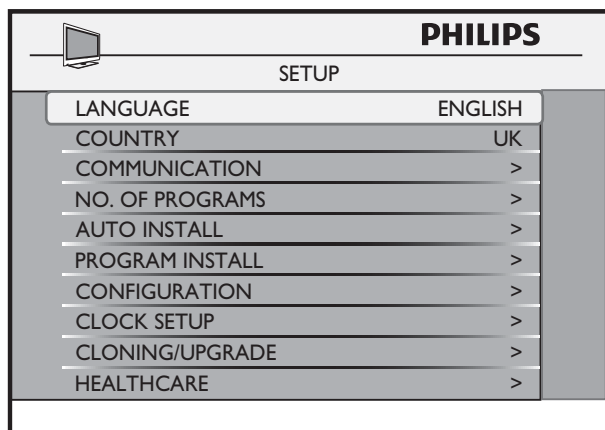 PHILIPS
SETUP
LANGUAGE ENGLISH
COUNTRY UK
COMMUNICATION >
NO. OF PROGRAMS >
AUTO INSTALL >
PROGRAM INSTALL >
CONFIGURATION >
CLOCK SETUP >
CLONING/UPGRADE >
HEALTHCARE >